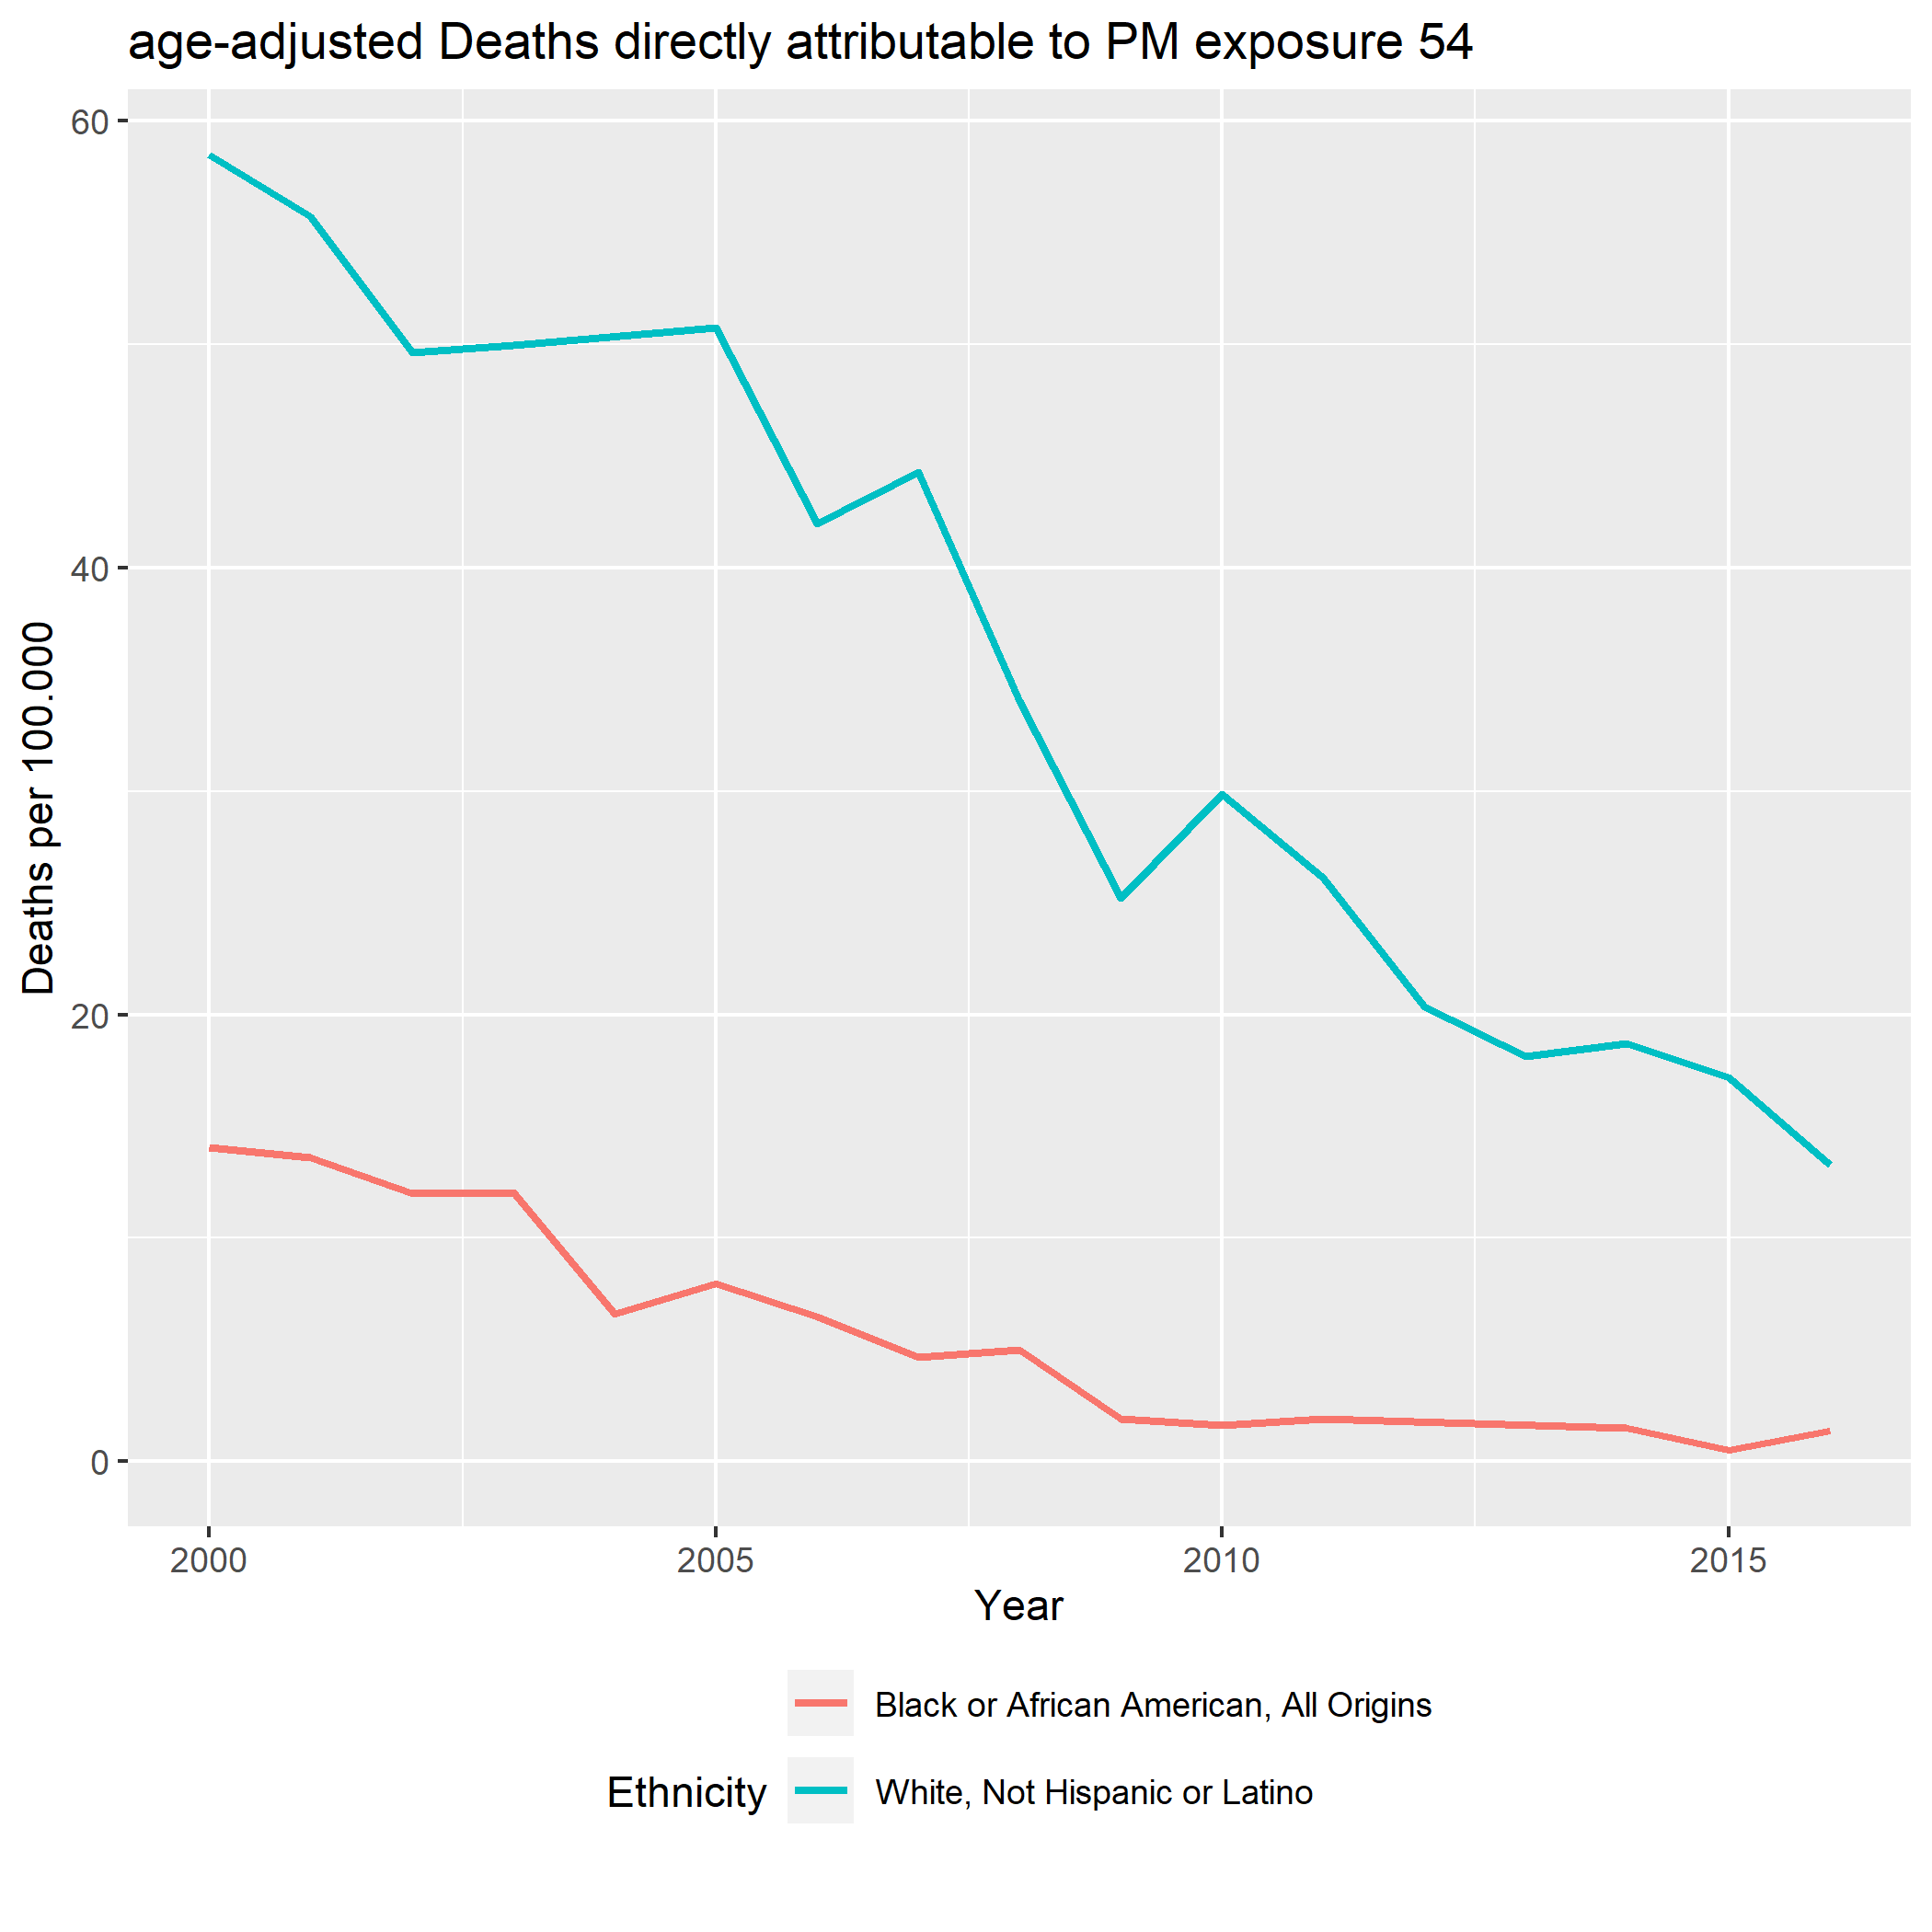 age-adjusted Deaths directly attributable to PM exposure 54
Deaths per 100.000
60
40
20
0
2000
2005
2010
2015
Year
Ethnicity
Black or African American, All Origins
White, Not Hispanic or Latino